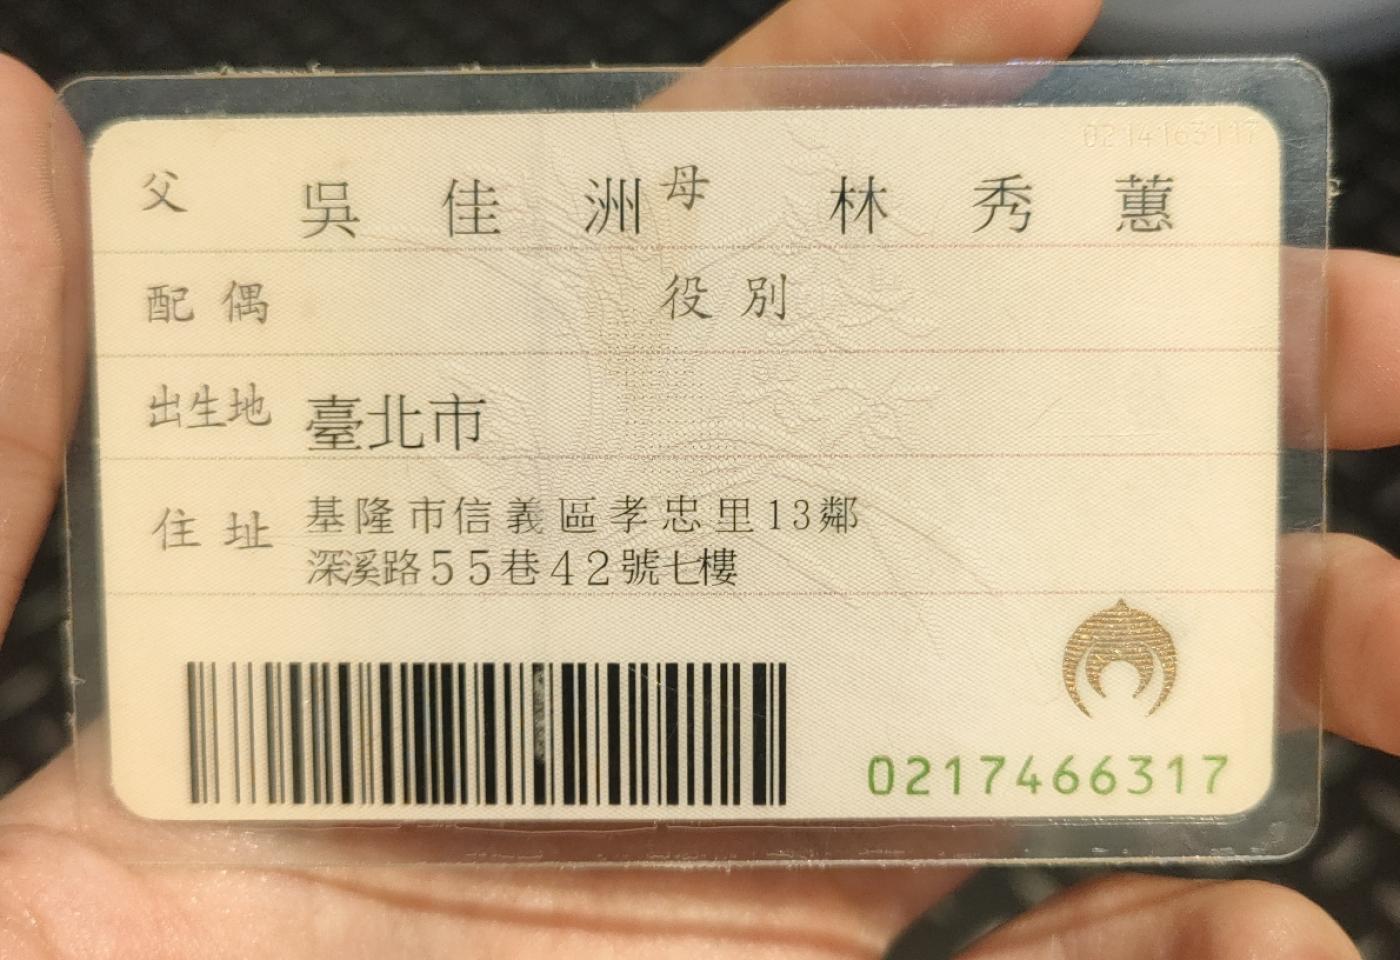 父 吳佳洲 母 林秀蕙
配偶 役別
出生地 臺北市
住址 基隆市信義區孝忠里13鄰
深溪路55巷42號七樓
0217466317